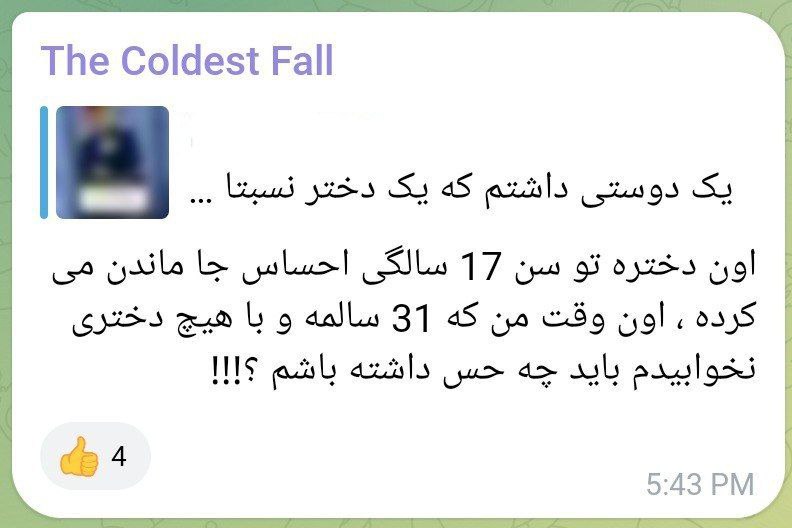 The Coldest Fall
یک دوستی داشتم که یک دختر نسبتا ...
اون دختره تو سن 17 سالگی احساس جا ماندن می
کرده ، اون وقت من که 31 سالمه و با هیچ دختری
نخوابیدم باید چه حس داشته باشم ؟!!!
👍 4
5:43 PM